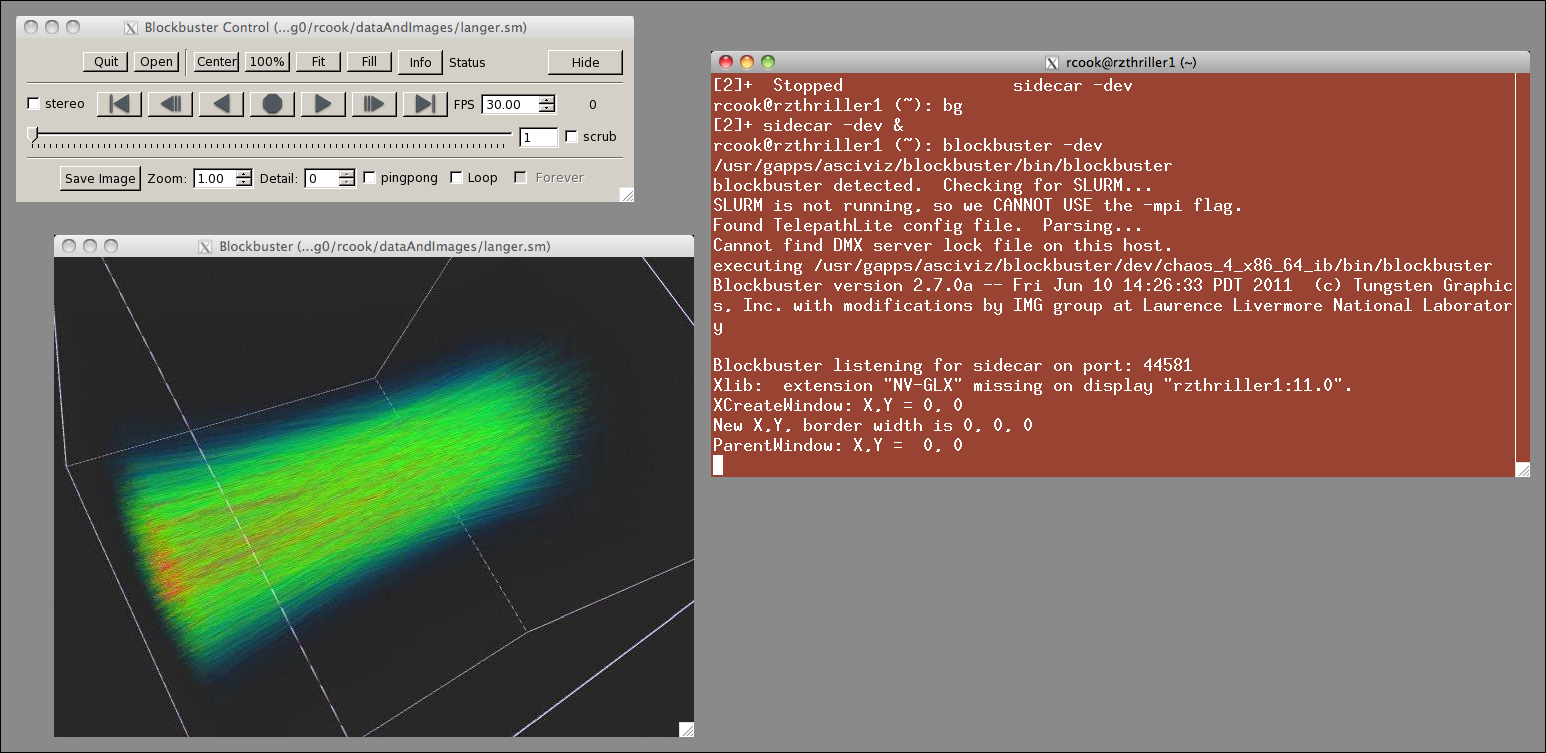 Blockbuster Control (...g0/rcook/dataAndImages/langer.sm)
Quit Open Center 100% Fit Fill Info Status Hide
stereo FPS 30.00 0
1 scrub
Save Image Zoom: 1.00 Detail: 0 pingpong Loop Forever
Blockbuster (...g0/rcook/dataAndImages/langer.sm)
rcook@rzthriller1 (~)
[2]+  Stopped                 sidecar -dev
rcook@rzthriller1 (~): bg
[2]+ sidecar -dev &
rcook@rzthriller1 (~): blockbuster -dev
/usr/gapps/asciviz/blockbuster/bin/blockbuster
blockbuster detected.  Checking for SLURM...
SLURM is not running, so we CANNOT USE the -mpi flag.
Found TelepathLite config file.  Parsing...
Cannot find DMX server lock file on this host.
executing /usr/gapps/asciviz/blockbuster/dev/chaos_4_x86_64_ib/bin/blockbuster
Blockbuster version 2.7.0a -- Fri Jun 10 14:26:33 PDT 2011  (c) Tungsten Graphic
s, Inc. with modifications by IMG group at Lawrence Livermore National Laborator
y
Blockbuster listening for sidecar on port: 44581
Xlib:  extension "NV-GLX" missing on display "rzthriller1:11.0".
XCreateWindow: X,Y = 0, 0
New X,Y, border width is 0, 0, 0
ParentWindow: X,Y =  0, 0